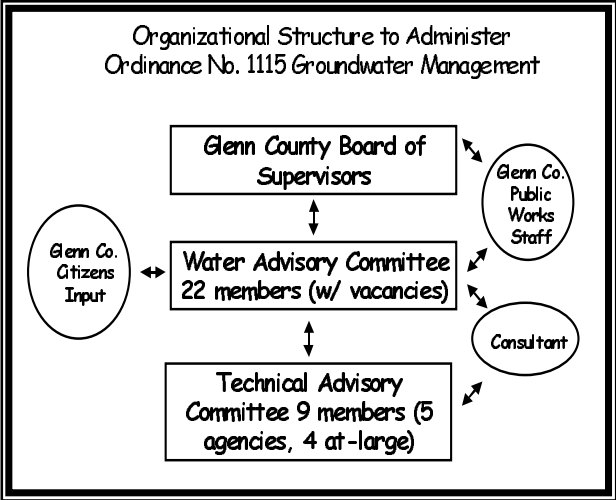 Organizational Structure to Administer
Ordinance No. 1115 Groundwater Management
Glenn County Board of
Supervisors
Glenn Co.
Public
Works
Staff
Glenn Co.
Citizens
Input
Water Advisory Committee
22 members (w/ vacancies)
Consultant
Technical Advisory
Committee 9 members (5
agencies, 4 at-large)